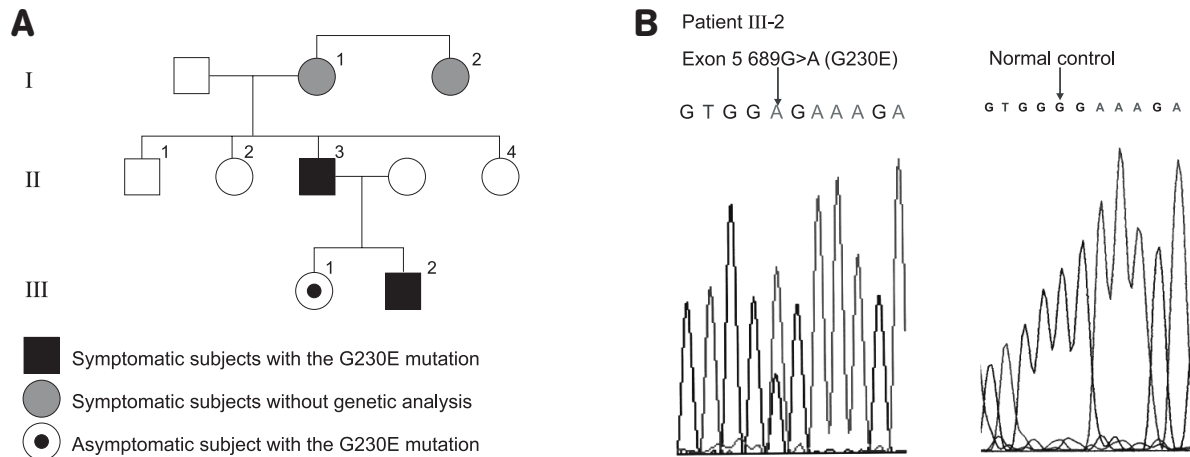 A
I
1
2
II
1
2
3
4
III
1
2
Symptomatic subjects with the G230E mutation
Symptomatic subjects without genetic analysis
Asymptomatic subject with the G230E mutation
B
Patient III-2
Exon 5 689G>A (G230E)
G T G G A G A A A G A
Normal control
G T G G G G A A A G A